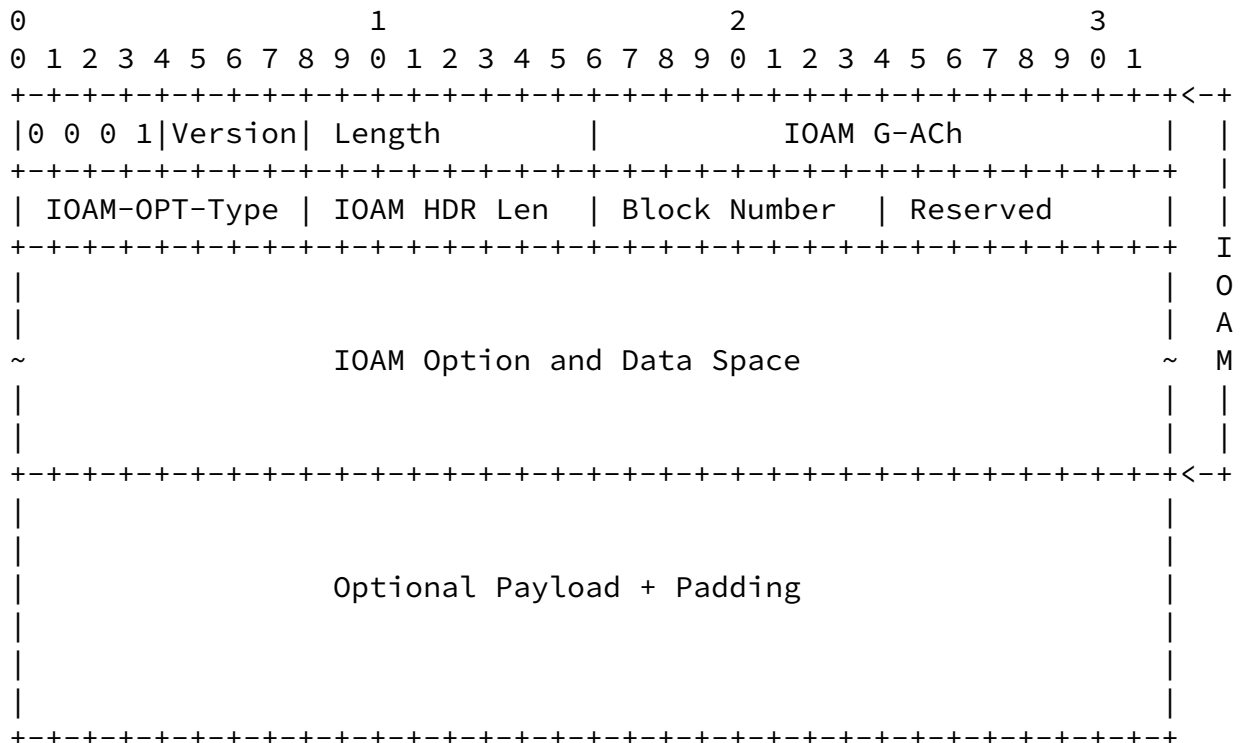 0                   1                   2                   3
0 1 2 3 4 5 6 7 8 9 0 1 2 3 4 5 6 7 8 9 0 1 2 3 4 5 6 7 8 9 0 1
+-+-+-+-+-+-+-+-+-+-+-+-+-+-+-+-+-+-+-+-+-+-+-+-+-+-+-+-+-+-+-+-+<-+
|0 0 0 1|Version| Length        |          IOAM G-ACh           |  |
+-+-+-+-+-+-+-+-+-+-+-+-+-+-+-+-+-+-+-+-+-+-+-+-+-+-+-+-+-+-+-+-+  |
| IOAM-OPT-Type | IOAM HDR Len  | Block Number  | Reserved      |  |
+-+-+-+-+-+-+-+-+-+-+-+-+-+-+-+-+-+-+-+-+-+-+-+-+-+-+-+-+-+-+-+-+  I
|                                                               |  O
|                                                               |  A
~                 IOAM Option and Data Space                    ~  M
|                                                               |  |
|                                                               |  |
+-+-+-+-+-+-+-+-+-+-+-+-+-+-+-+-+-+-+-+-+-+-+-+-+-+-+-+-+-+-+-+-+<-+
|                                                               |
|                                                               |
|                 Optional Payload + Padding                    |
|                                                               |
|                                                               |
|                                                               |
+-+-+-+-+-+-+-+-+-+-+-+-+-+-+-+-+-+-+-+-+-+-+-+-+-+-+-+-+-+-+-+-+